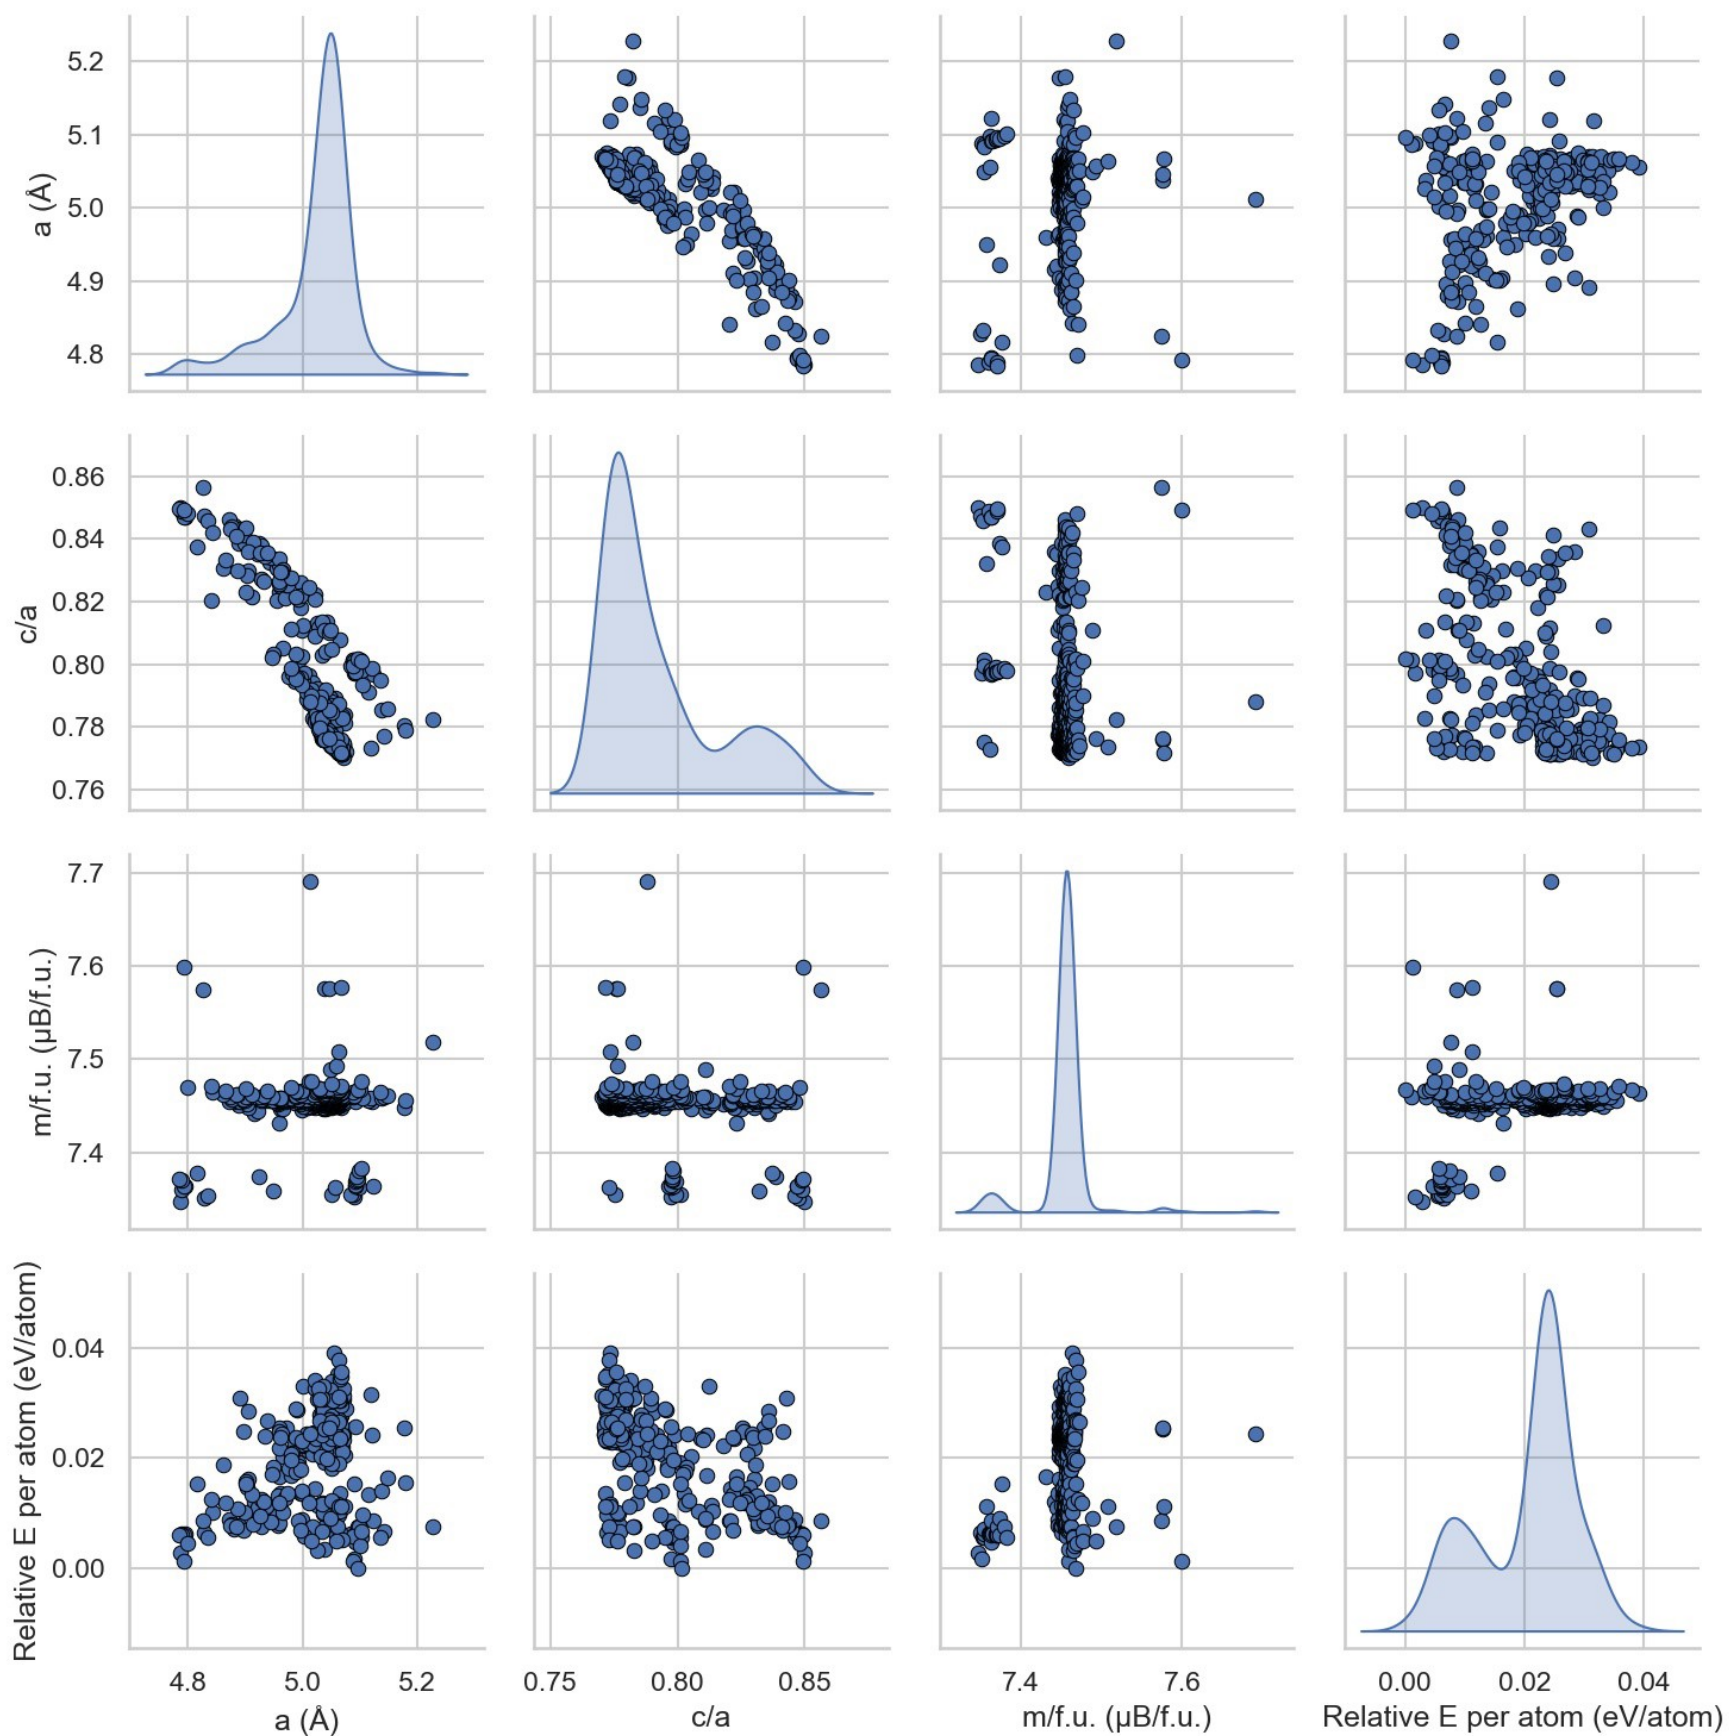 5.2
5.1
5.0
4.9
4.8
a (Å)
0.86
0.84
0.82
0.80
0.78
0.76
c/a
7.7
7.6
7.5
7.4
m/f.u. (µB/f.u.)
0.04
0.02
0.00
Relative E per atom (eV/atom)
4.8 5.0 5.2
0.75 0.80 0.85
7.4 7.6
0.00 0.02 0.04
a (Å)
c/a
m/f.u. (µB/f.u.)
Relative E per atom (eV/atom)